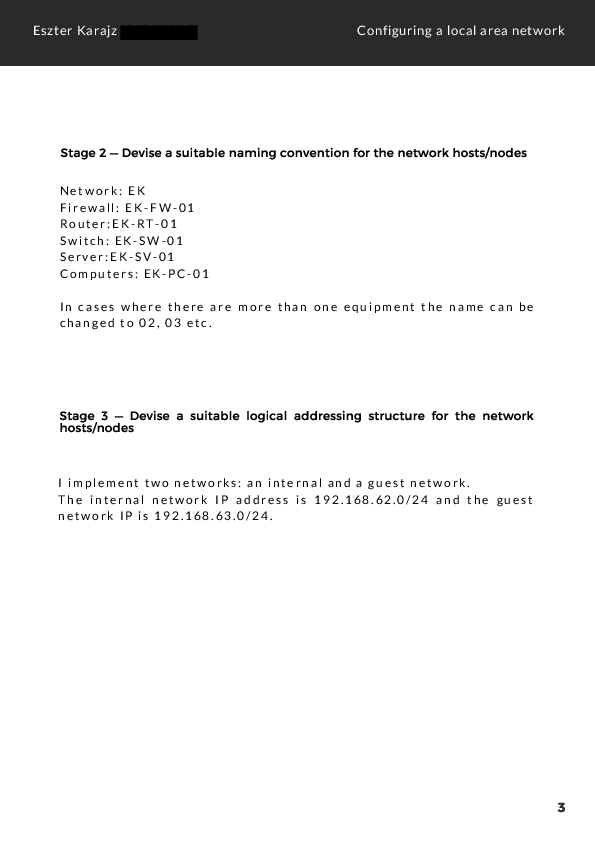 Eszter Karajz
Configuring a local area network
Stage 2 — Devise a suitable naming convention for the network hosts/nodes
Network: EK
Firewall: EK-FW-01
Router:EK-RT-01
Switch: EK-SW-01
Server:EK-SV-01
Computers: EK-PC-01
In cases where there are more than one equipment the name can be
changed to 02, 03 etc.
Stage 3 — Devise a suitable logical addressing structure for the network
hosts/nodes
I implement two networks: an internal and a guest network.
The internal network IP address is 192.168.62.0/24 and the guest
network IP is 192.168.63.0/24.
3